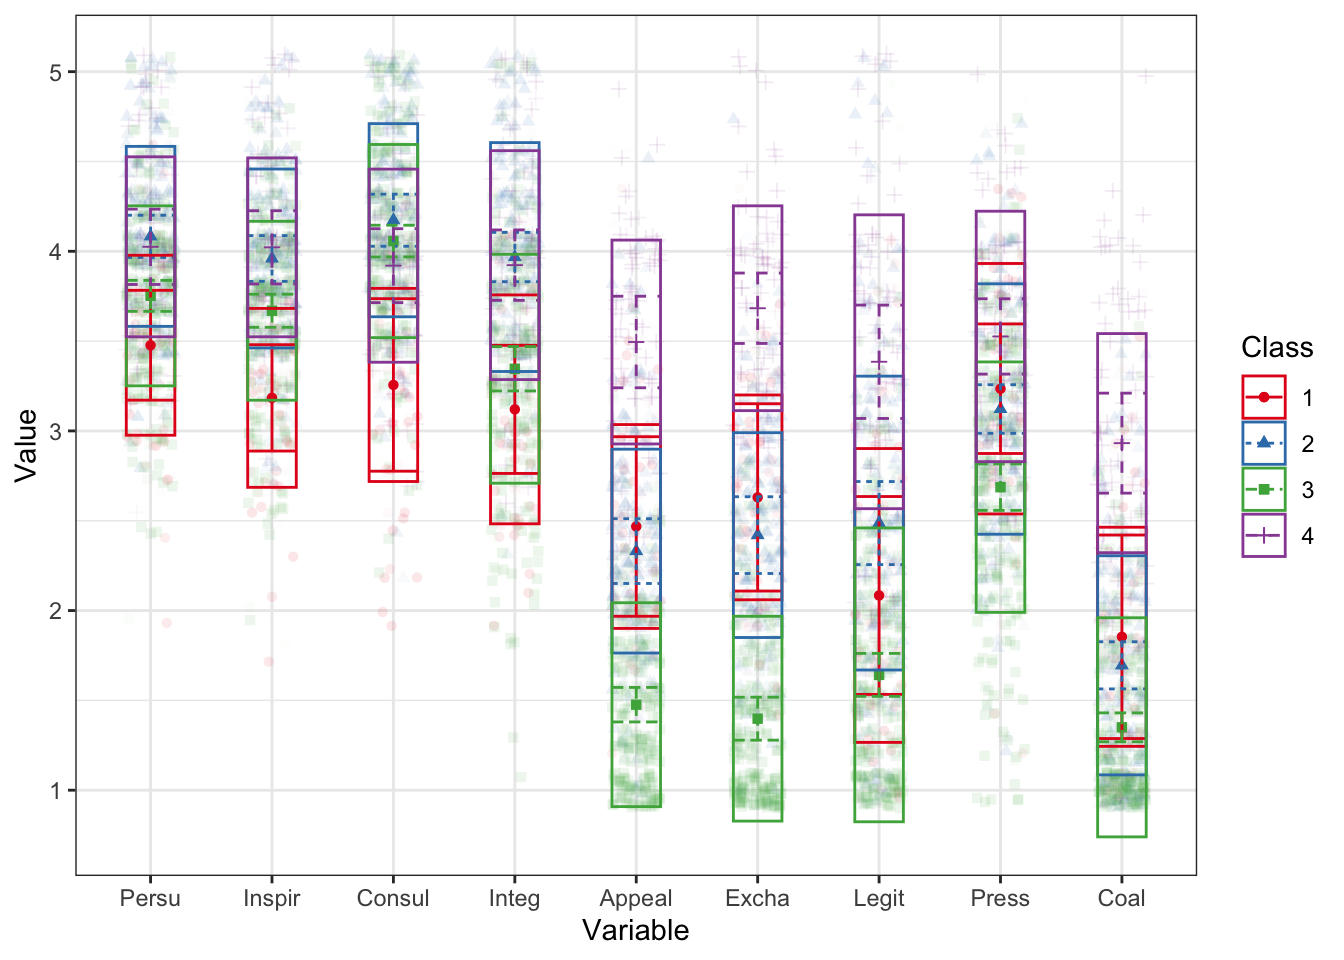 5
4
3
2
1
Value
Persu Inspir Consul Integ Appeal Excha Legit Press Coal
Variable
Class
1
2
3
4